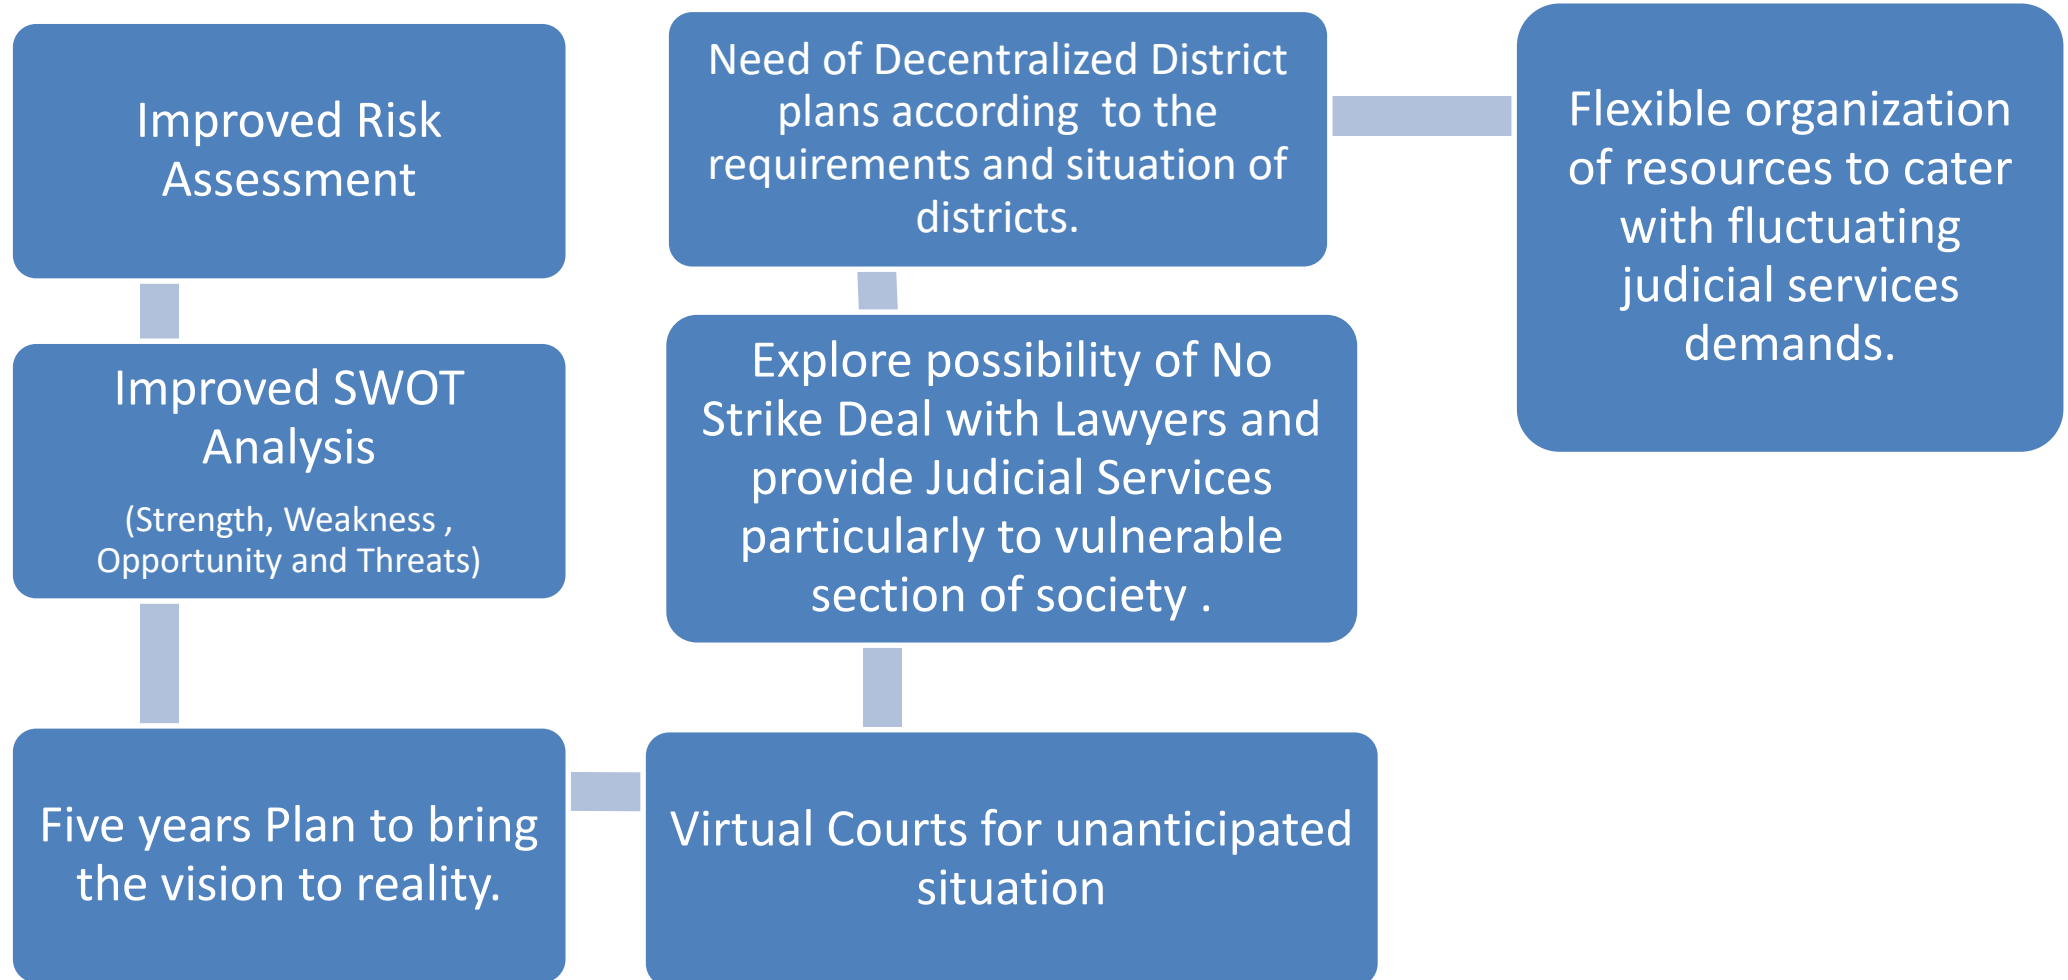 Improved Risk
Assessment
Improved SWOT
Analysis
(Strength, Weakness ,
Opportunity and Threats)
Five years Plan to bring
the vision to reality.
Virtual Courts for unanticipated
situation
Explore possibility of No
Strike Deal with Lawyers and
provide Judicial Services
particularly to vulnerable
section of society .
Need of Decentralized District
plans according  to the
requirements and situation of
districts.
Flexible organization
of resources to cater
with fluctuating
judicial services
demands.